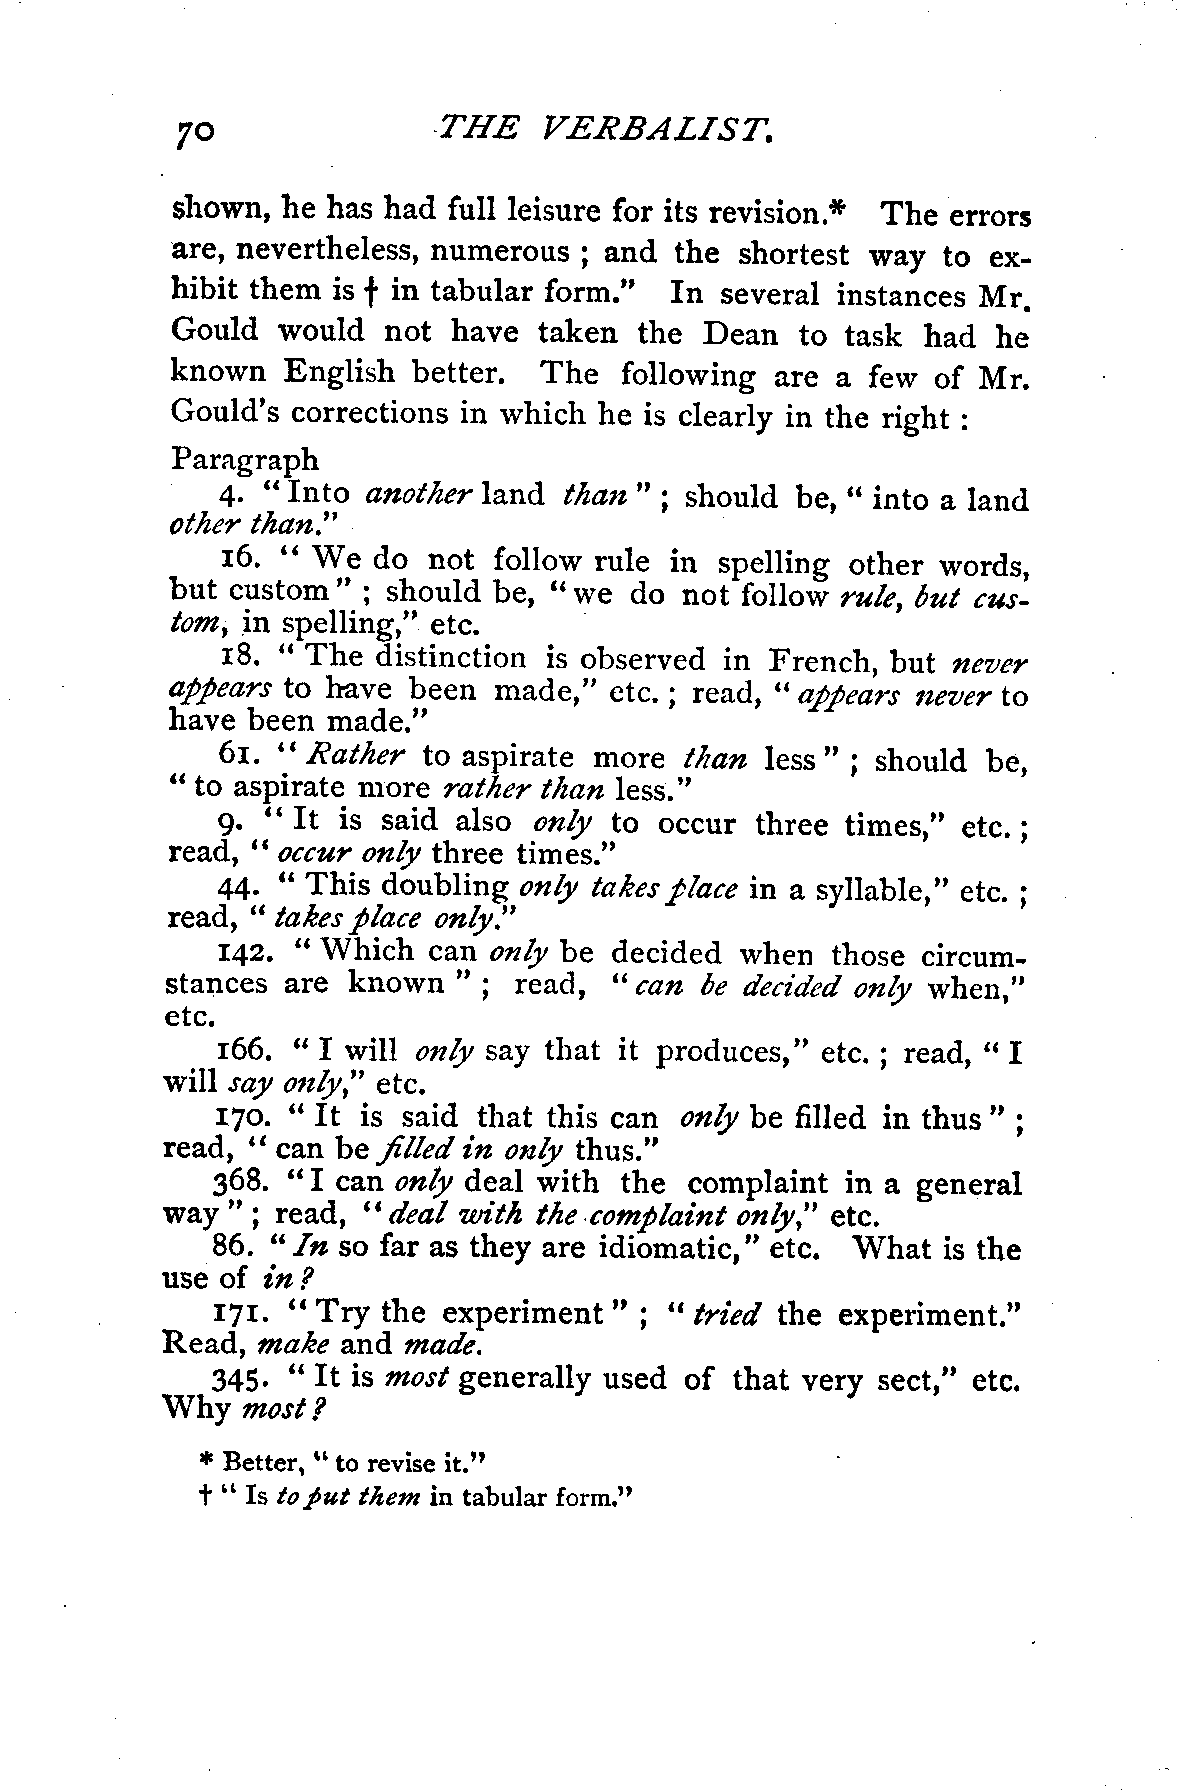 70 THE VERBALIST.
shown, he has had full leisure for its revision.* The errors
are, nevertheless, numerous ; and the shortest way to ex-
hibit them is † in tabular form." In several instances Mr.
Gould would not have taken the Dean to task had he
known English better. The following are a few of Mr.
Gould's corrections in which he is clearly in the right :
Paragraph
4. "Into another land than" ; should be, "into a land
other than."
16. "We do not follow rule in spelling other words,
but custom" ; should be, "we do not follow rule, but cus-
tom, in spelling," etc.
18. "The distinction is observed in French, but never
appears to have been made," etc. ; read, "appears never to
have been made."
61. "Rather to aspirate more than less" ; should be,
"to aspirate more rather than less."
9. "It is said also only to occur three times," etc. ;
read, "occur only three times."
44. "This doubling only takes place in a syllable," etc. ;
read, "takes place only."
142. "Which can only be decided when those circum-
stances are known" ; read, "can be decided only when,"
etc.
166. "I will only say that it produces," etc. ; read, "I
will say only," etc.
170. "It is said that this can only be filled in thus" ;
read, "can be filled in only thus."
368. "I can only deal with the complaint in a general
way" ; read, "deal with the complaint only," etc.
86. "In so far as they are idiomatic," etc. What is the
use of in?
171. "Try the experiment" ; "tried the experiment."
Read, make and made.
345. "It is most generally used of that very sect," etc.
Why most?
* Better, "to revise it."
† "Is to put them in tabular form."